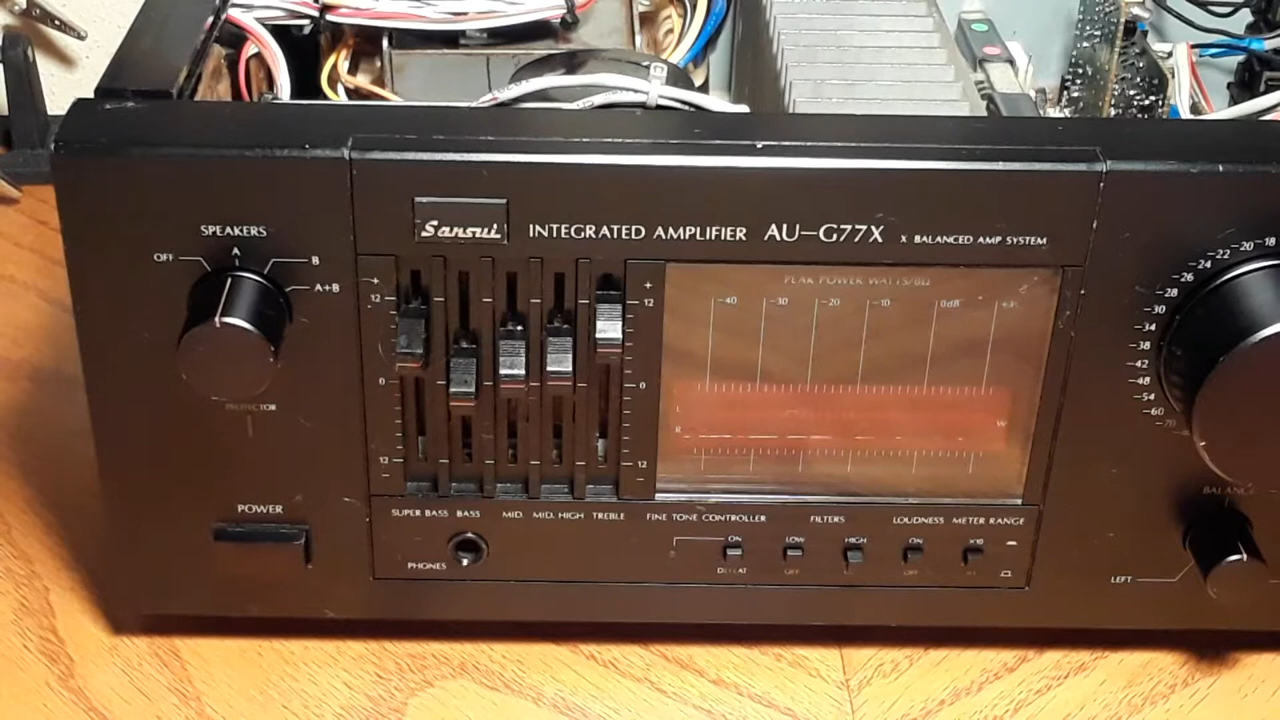 SPEAKERS
OFF
A
B
A+B
PROTECTOR
POWER
Sansui
INTEGRATED AMPLIFIER AU-G77X X BALANCED AMP SYSTEM
+
12
0
12
+
12
0
12
SUPER BASS BASS MID. MID. HIGH TREBLE
PHONES
PEAK POWER WATTS/8Ω
-40 -30 -20 -10 0dB
L
R
W
FINE TONE CONTROLLER FILTERS LOUDNESS METER RANGE
ON LOW HIGH ON X10
DEFEAT OFF OFF
-18
-20
-22
-24
-26
-28
-30
-34
-38
-42
-48
-54
-60
-70
BALANCE
LEFT